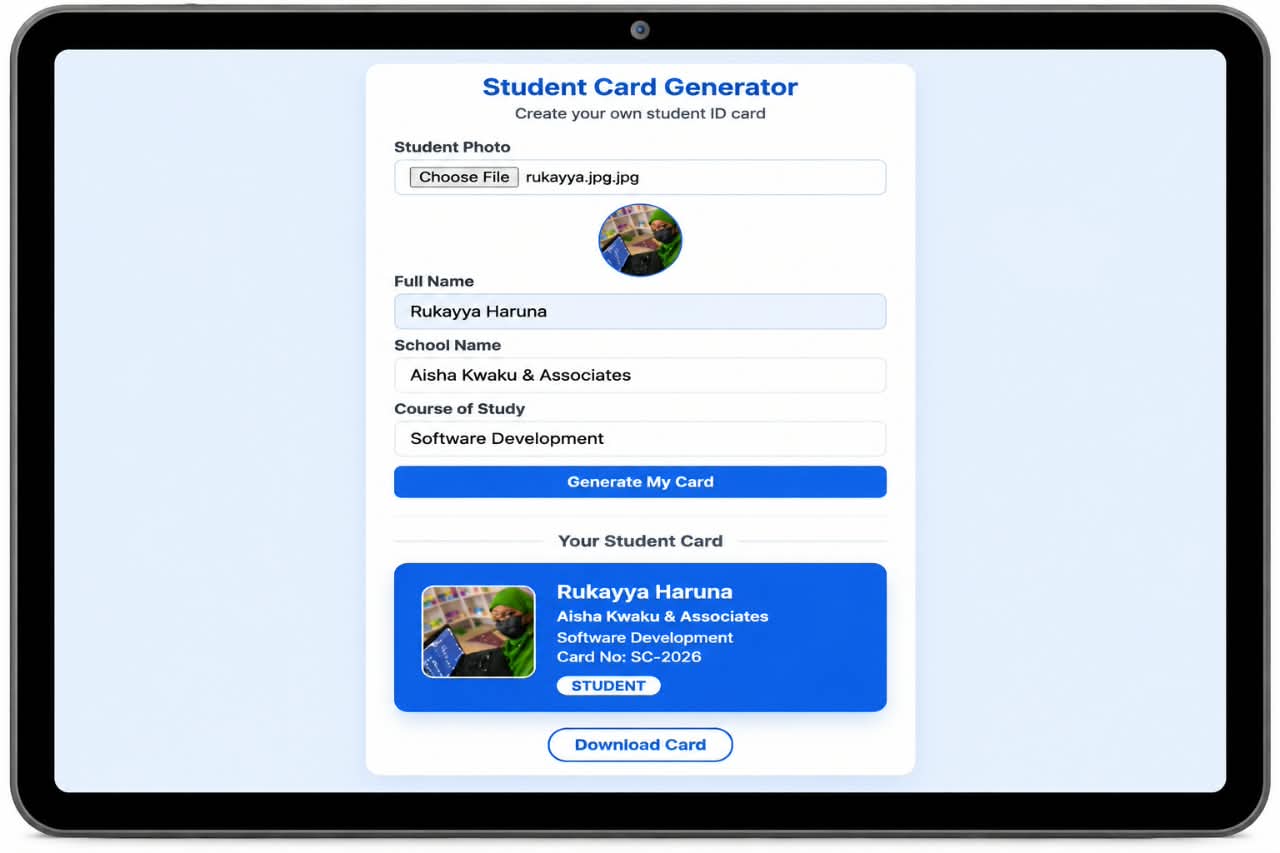 Student Card Generator
Create your own student ID card
Student Photo
Choose File rukayya.jpg.jpg
Full Name
Rukayya Haruna
School Name
Aisha Kwaku & Associates
Course of Study
Software Development
Generate My Card
Your Student Card
Rukayya Haruna
Aisha Kwaku & Associates
Software Development
Card No: SC-2026
STUDENT
Download Card